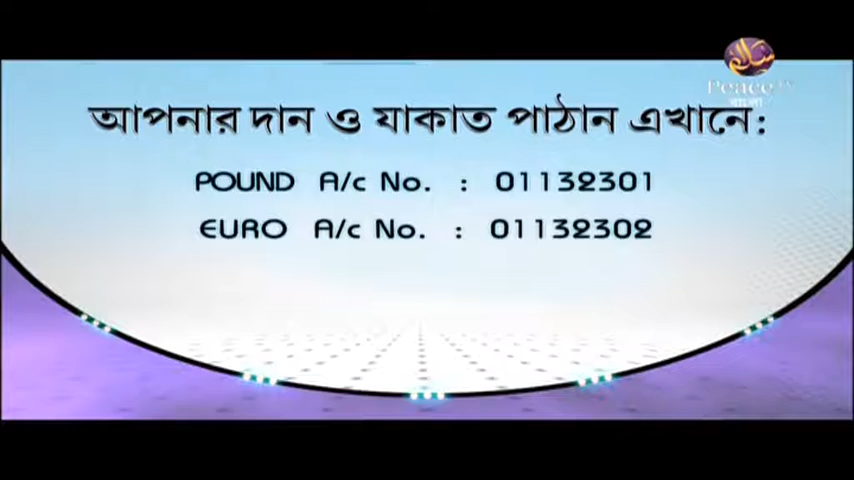 Peace TV
বাংলা
আপনার দান ও যাকাত পাঠান এখানে:
POUND A/c No. : 01132301
EURO A/c No. : 01132302